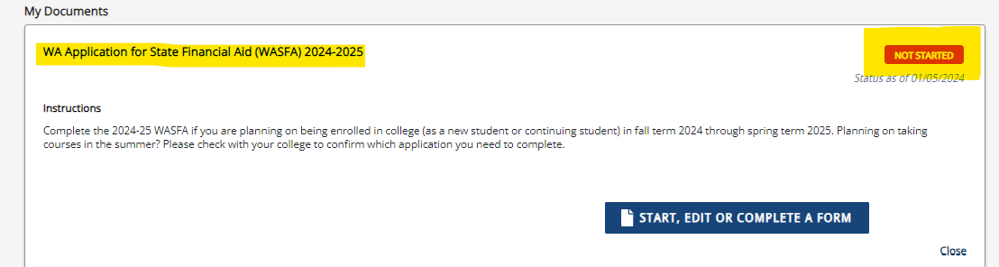 My Documents
WA Application for State Financial Aid (WASFA) 2024-2025
NOT STARTED
Status as of 01/05/2024
Instructions
Complete the 2024-25 WASFA if you are planning on being enrolled in college (as a new student or continuing student) in fall term 2024 through spring term 2025. Planning on taking
courses in the summer? Please check with your college to confirm which application you need to complete.
START, EDIT OR COMPLETE A FORM
Close